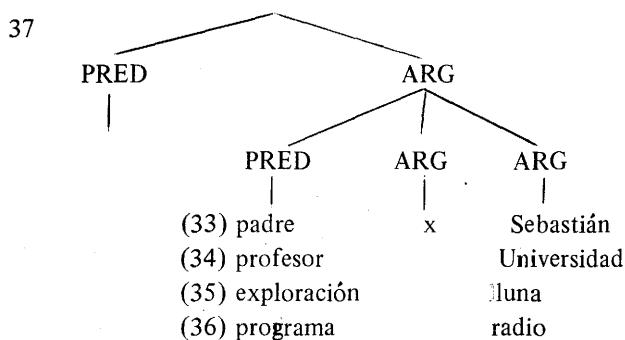 37
PRED ARG
PRED ARG ARG
(33) padre x Sebastián
(34) profesor Universidad
(35) exploración luna
(36) programa radio